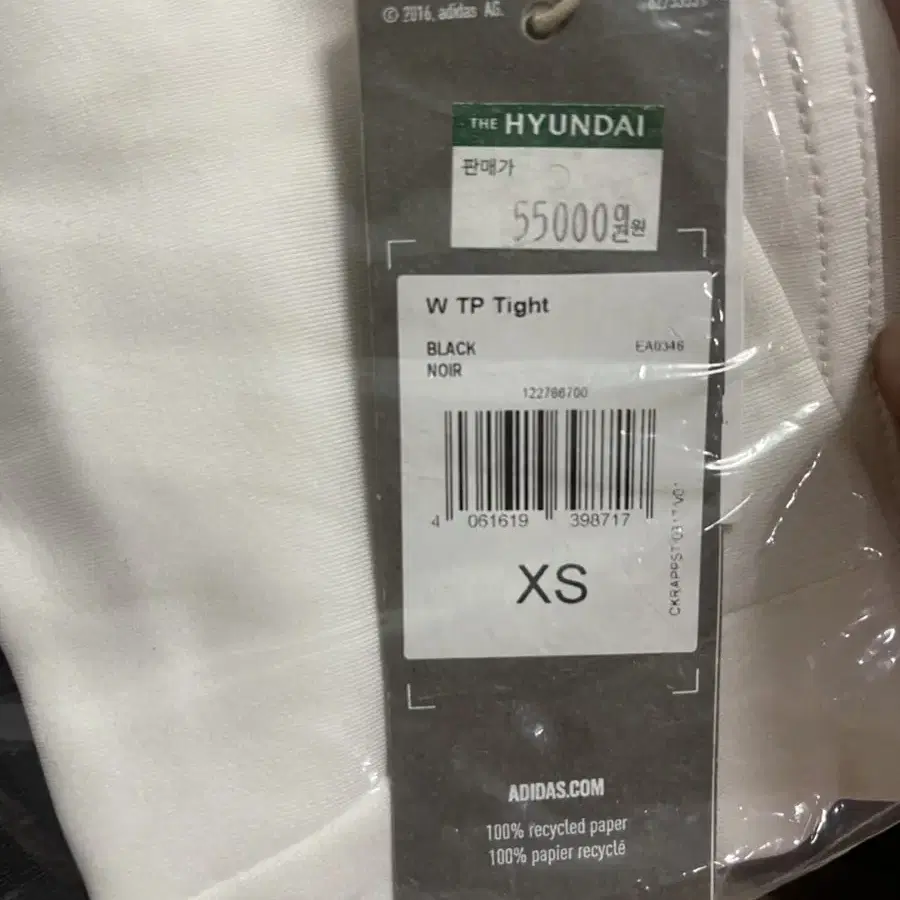 © 2016, adidas AG.
THE HYUNDAI
판매가
55000원
W TP Tight
BLACK
EA0346
NOIR
122786700
4 061619 398717
XS
ADIDAS.COM
100% recycled paper
100% papier recyclé